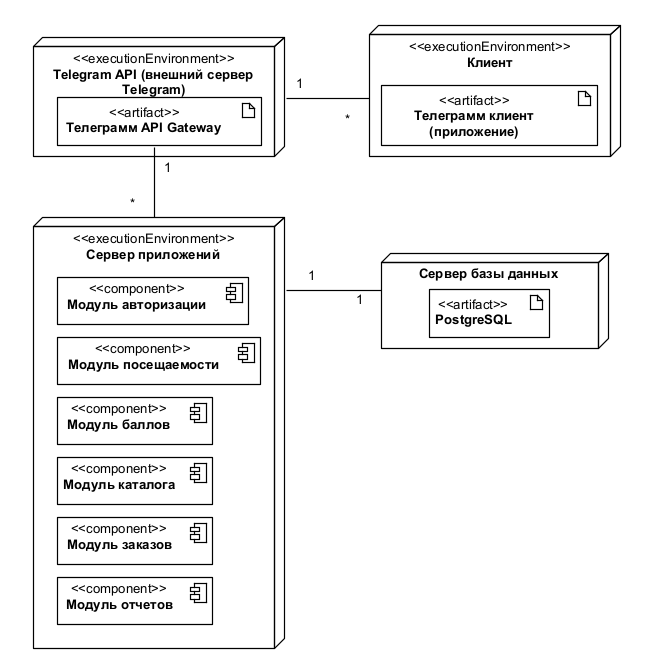 <<executionEnvironment>>
Telegram API (внешний сервер
Telegram)
<<artifact>>
Телеграмм API Gateway
1
*
<<executionEnvironment>>
Клиент
<<artifact>>
Телеграмм клиент
(приложение)
1
*
<<executionEnvironment>>
Сервер приложений
<<component>>
Модуль авторизации
<<component>>
Модуль посещаемости
<<component>>
Модуль баллов
<<component>>
Модуль каталога
<<component>>
Модуль заказов
<<component>>
Модуль отчетов
1
1
Сервер базы данных
<<artifact>>
PostgreSQL